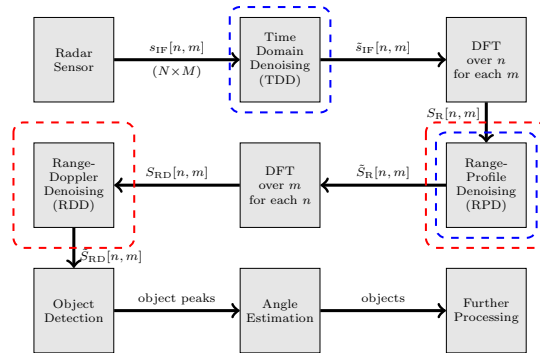 Radar
Sensor
s_IF[n, m]
(N×M)
Time
Domain
Denoising
(TDD)
s̃_IF[n, m]
DFT
over n
for each m
S_R[n, m]
Range-
Doppler
Denoising
(RDD)
S_RD[n, m]
DFT
over m
for each n
S̃_R[n, m]
Range-
Profile
Denoising
(RPD)
S̃_RD[n, m]
Object
Detection
object peaks
Angle
Estimation
objects
Further
Processing